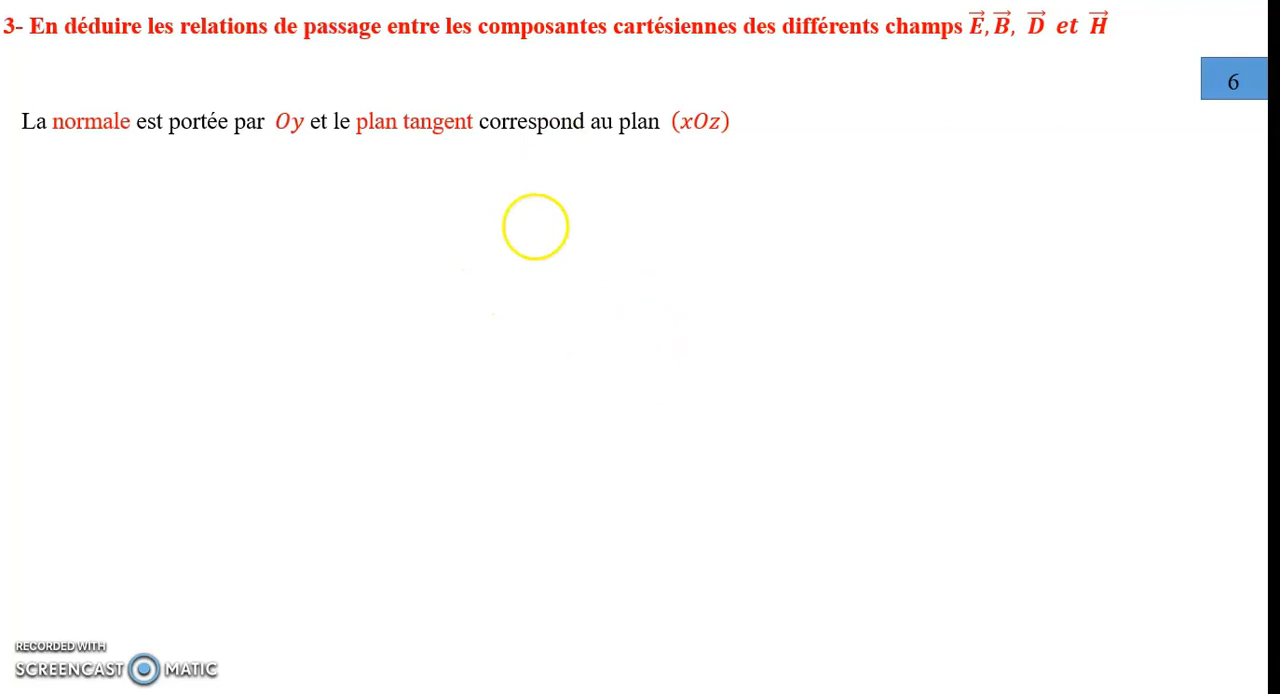 3- En déduire les relations de passage entre les composantes cartésiennes des différents champs E⃗, B⃗, D⃗ et H⃗
6
La normale est portée par Oy et le plan tangent correspond au plan (xOz)
RECORDED WITH
SCREENCAST MATIC